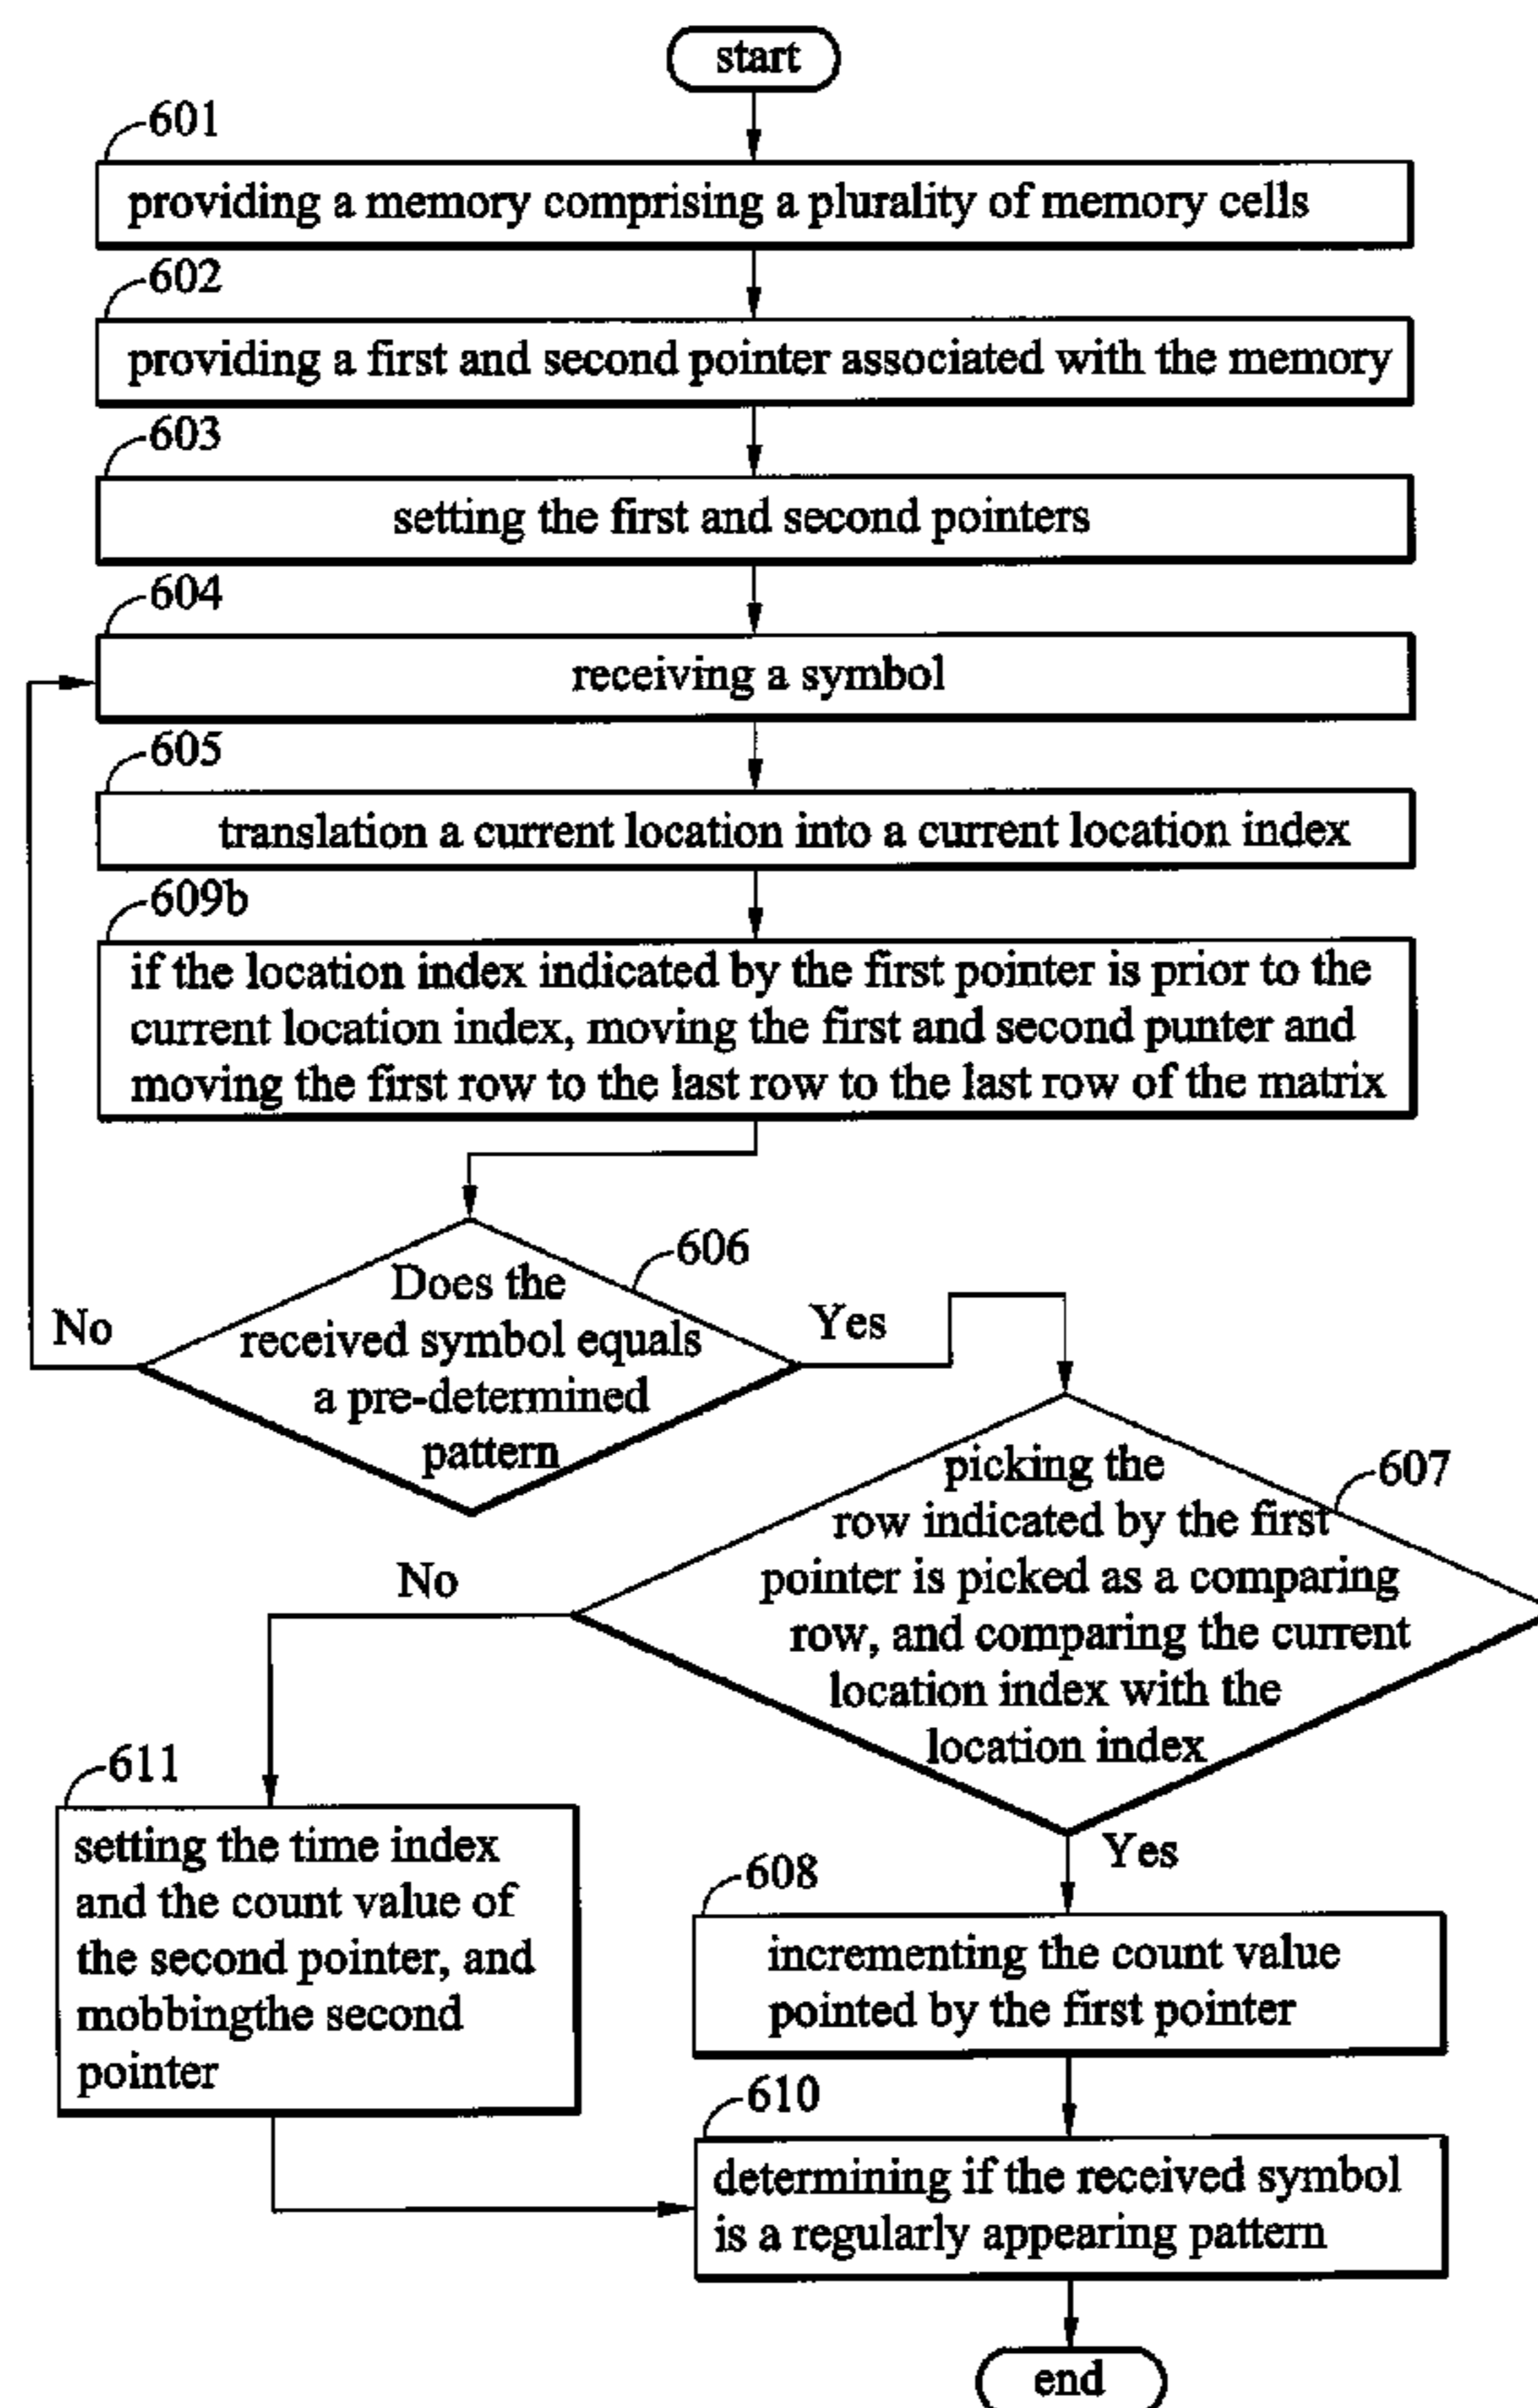 start
601
providing a memory comprising a plurality of memory cells
602
providing a first and second pointer associated with the memory
603
setting the first and second pointers
604
receiving a symbol
605
translation a current location into a current location index
609b
if the location index indicated by the first pointer is prior to the
current location index, moving the first and second punter and
moving the first row to the last row to the last row of the matrix
606
Does the
received symbol equals
a pre-determined
pattern
No
Yes
607
picking the
row indicated by the first
pointer is picked as a comparing
row, and comparing the current
location index with the
location index
No
Yes
611
setting the time index
and the count value of
the second pointer, and
mobbingthe second
pointer
608
incrementing the count value
pointed by the first pointer
610
determining if the received symbol
is a regularly appearing pattern
end